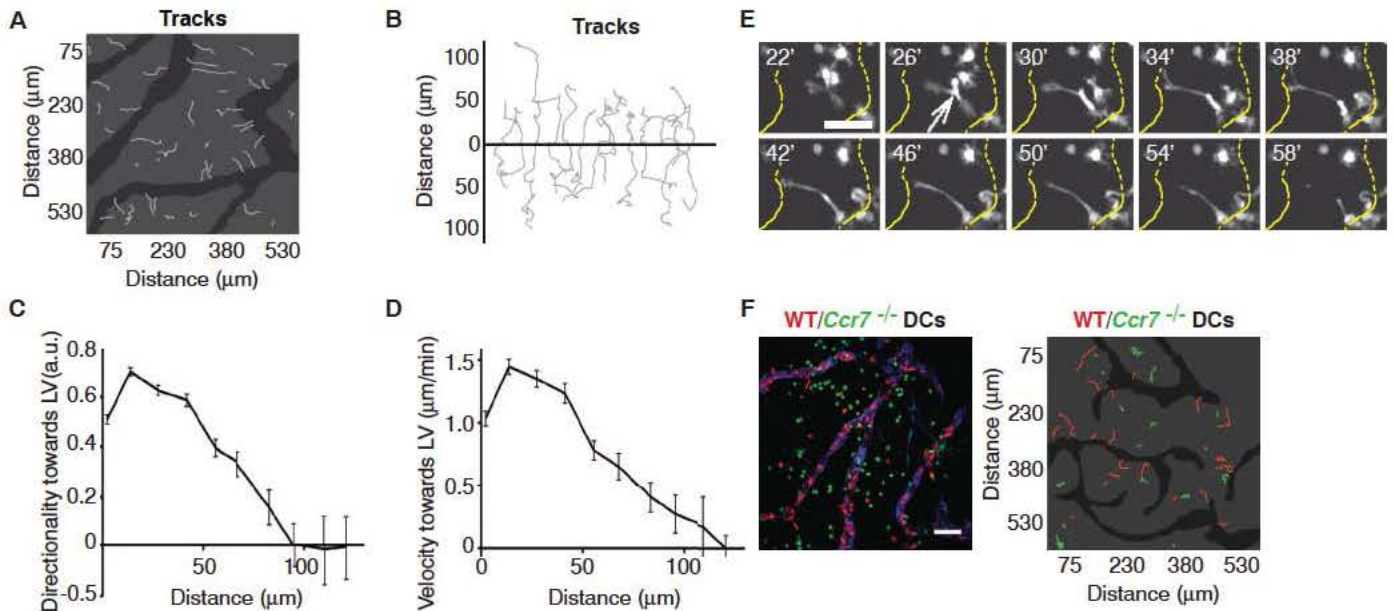 A
Tracks
75
230
380
530
Distance (μm)
75 230 380 530
Distance (μm)
B
Tracks
100
50
0
50
100
Distance (μm)
E
22' 26' 30' 34' 38'
42' 46' 50' 54' 58'
C
Directionality towards LV(a.u.)
0.8
0.6
0.4
0.2
0
-0.5
50 100
Distance (μm)
D
Velocity towards LV (μm/min)
1.5
1.0
0.5
0
0 50 100
Distance (μm)
F
WT/Ccr7 -/- DCs
WT/Ccr7 -/- DCs
75
230
380
530
Distance (μm)
75 230 380 530
Distance (μm)